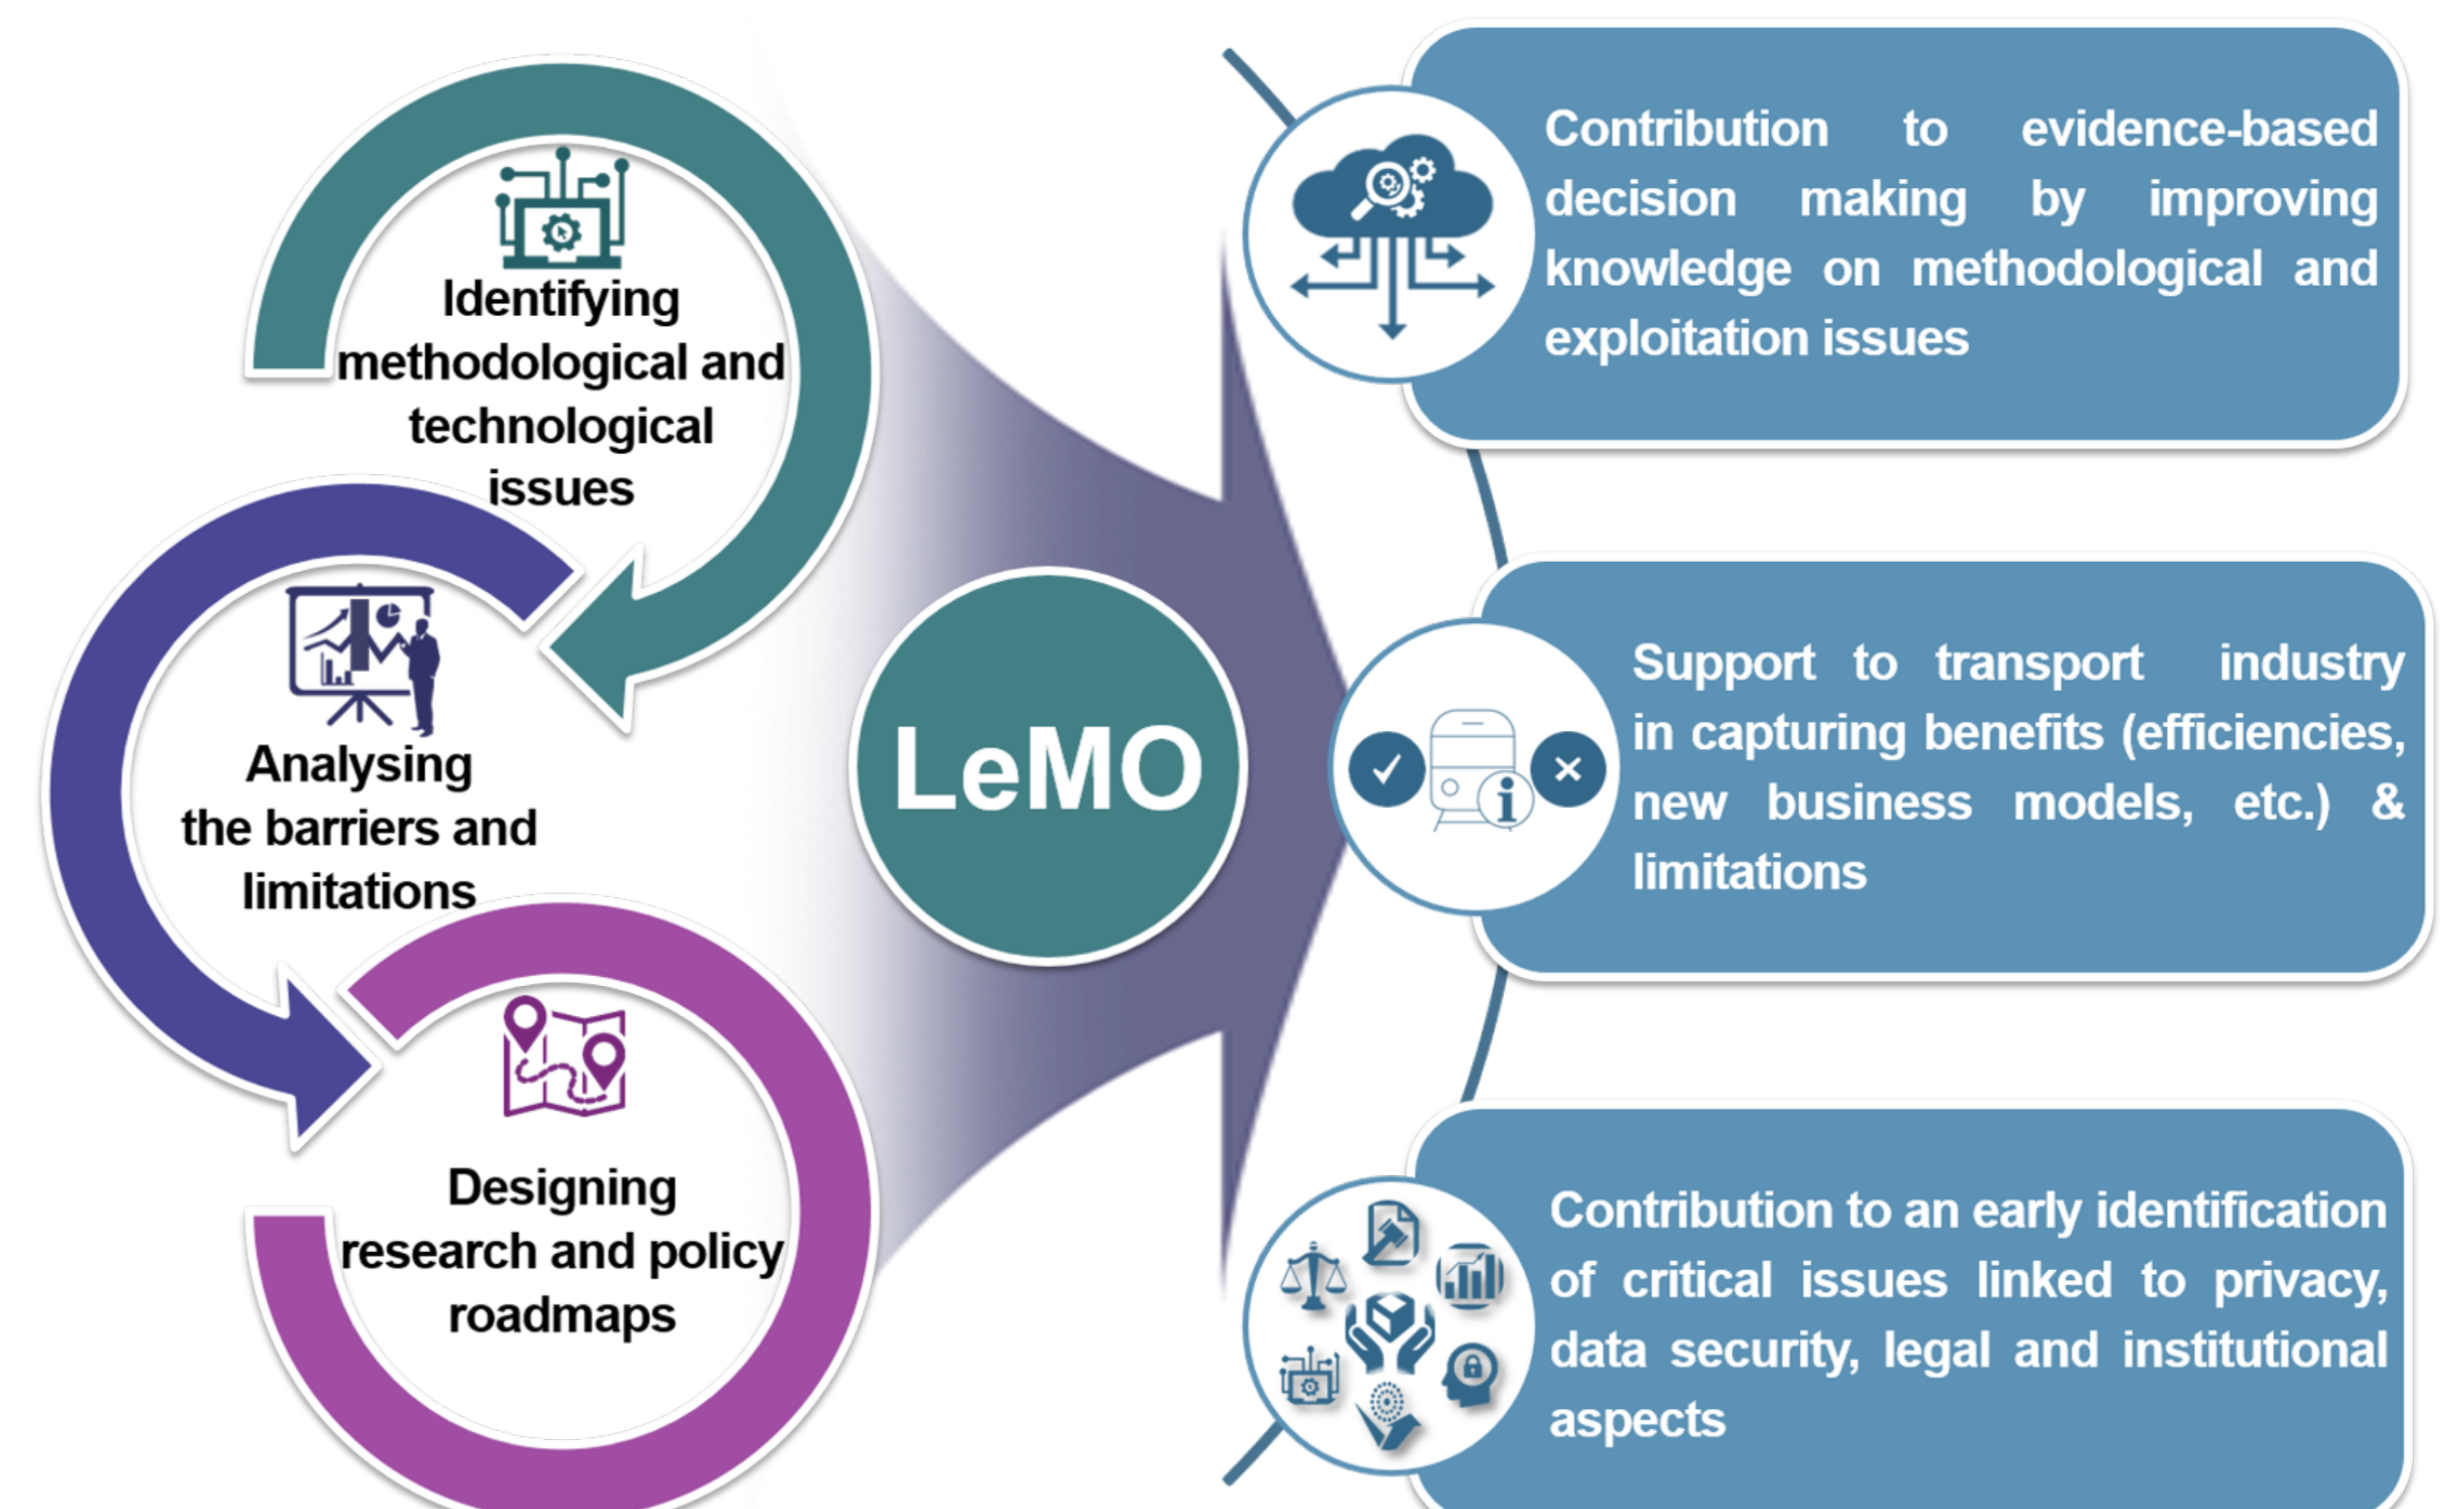 Identifying
methodological and
technological
issues
Analysing
the barriers and
limitations
Designing
research and policy
roadmaps
LeMO
Contribution to evidence-based
decision making by improving
knowledge on methodological and
exploitation issues
Support to transport industry
in capturing benefits (efficiencies,
new business models, etc.) &
limitations
Contribution to an early identification
of critical issues linked to privacy,
data security, legal and institutional
aspects